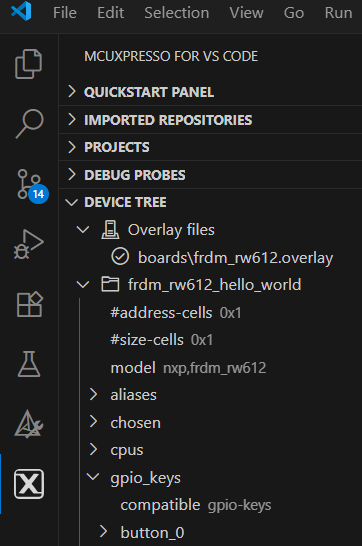 File Edit Selection View Go Run
MCUXPRESSO FOR VS CODE
QUICKSTART PANEL
IMPORTED REPOSITORIES
PROJECTS
DEBUG PROBES
14
DEVICE TREE
Overlay files
boards\frdm_rw612.overlay
frdm_rw612_hello_world
#address-cells 0x1
#size-cells 0x1
model nxp,frdm_rw612
aliases
chosen
cpus
gpio_keys
compatible gpio-keys
button_0